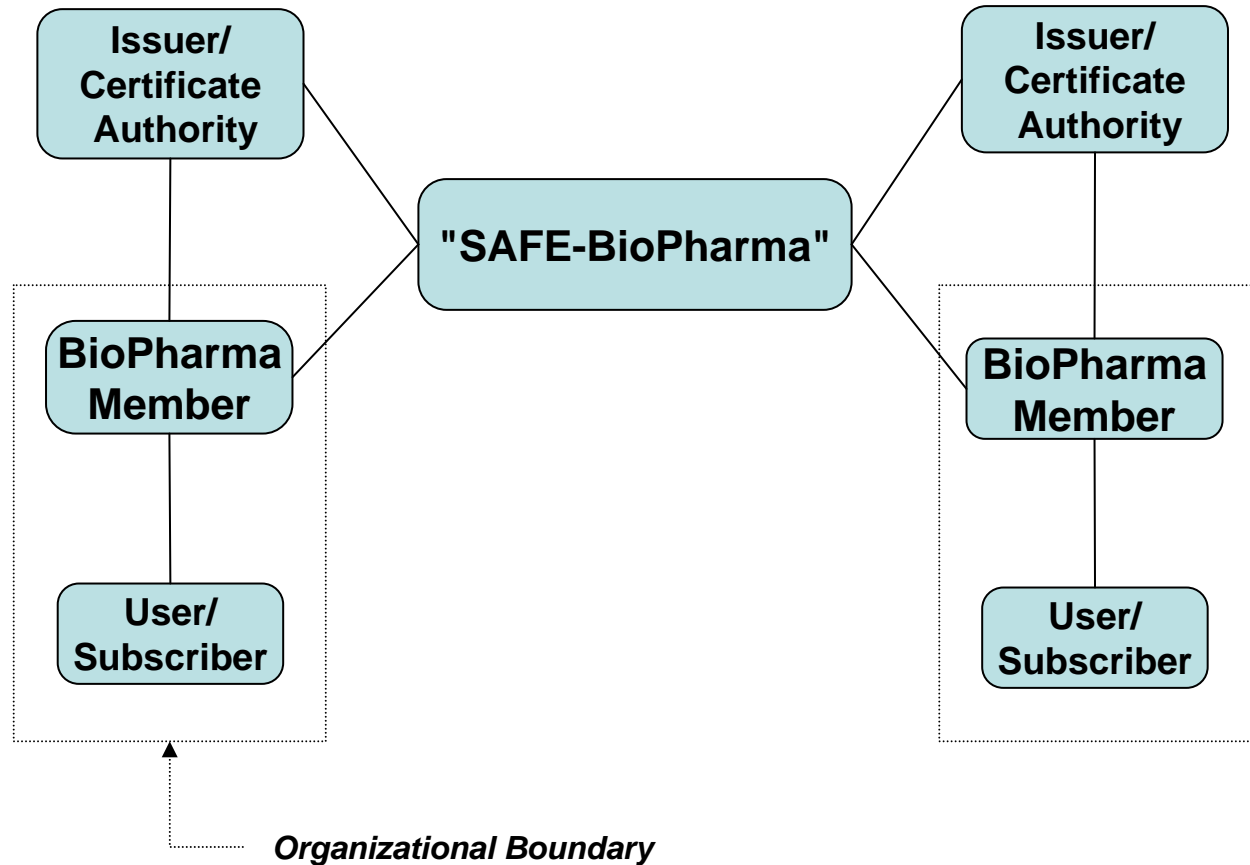 Issuer/
Certificate
Authority
Issuer/
Certificate
Authority
"SAFE-BioPharma"
BioPharma
Member
BioPharma
Member
User/
Subscriber
User/
Subscriber
Organizational Boundary